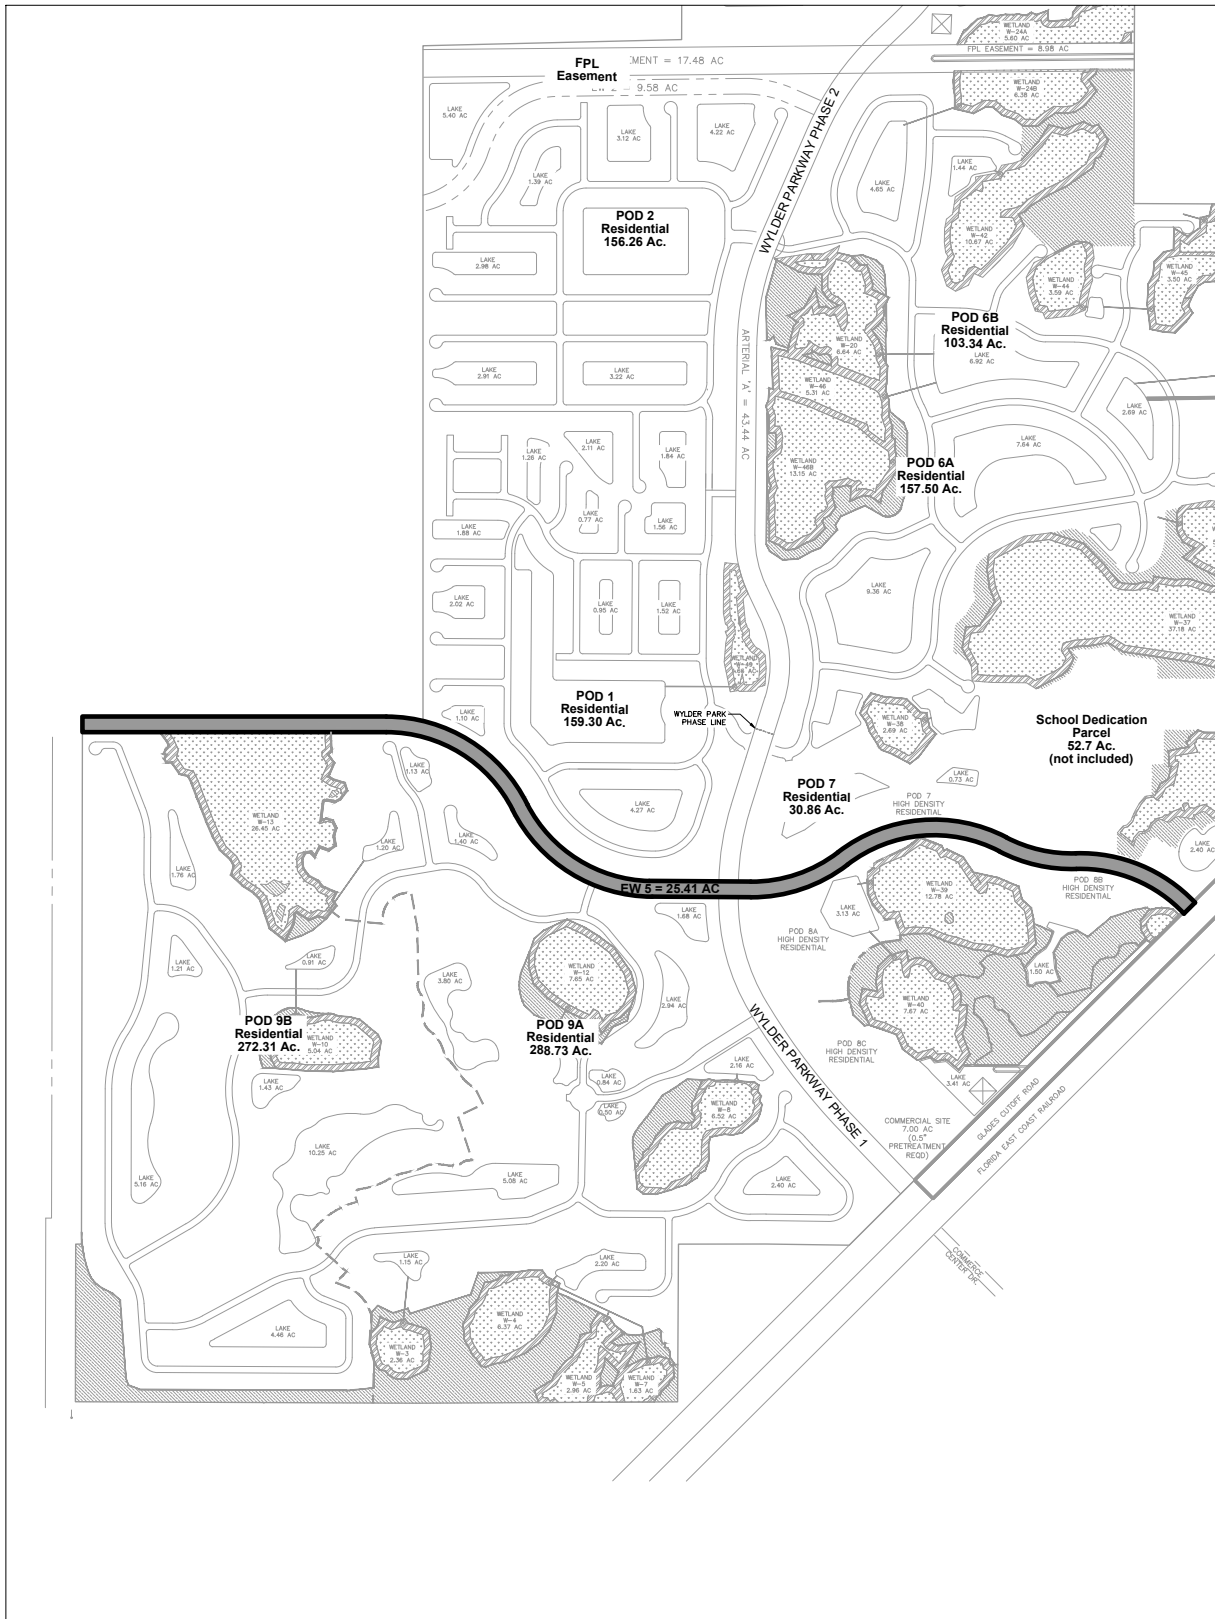 WETLAND
W-24A
5.60 AC
FPL EASEMENT = 8.98 AC
FPL
Easement
MENT = 17.48 AC
9.58 AC
WETLAND
W-24B
6.38 AC
LAKE
5.40 AC
LAKE
3.12 AC
LAKE
4.22 AC
WYLDER PARKWAY PHASE 2
LAKE
1.39 AC
LAKE
4.65 AC
LAKE
1.44 AC
POD 2
Residential
156.26 Ac.
WETLAND
W-42
10.67 AC
LAKE
2.98 AC
WETLAND
W-44
3.59 AC
WETLAND
W-45
3.50 AC
POD 6B
Residential
103.34 Ac.
LAKE
6.92 AC
WETLAND
W-20
6.64 AC
ARTERIAL 'A' = 43.44 AC
LAKE
2.91 AC
LAKE
3.22 AC
WETLAND
W-46
5.31 AC
LAKE
2.69 AC
LAKE
2.11 AC
LAKE
1.26 AC
LAKE
1.84 AC
LAKE
7.64 AC
WETLAND
W-46B
13.15 AC
POD 6A
Residential
157.50 Ac.
LAKE
0.77 AC
LAKE
1.56 AC
LAKE
1.88 AC
LAKE
9.36 AC
LAKE
2.02 AC
LAKE
0.95 AC
LAKE
1.52 AC
WETLAND
W-37
37.18 AC
WETLAND
W-49
POD 1
Residential
159.30 Ac.
WYLDER PARK
PHASE LINE
LAKE
1.10 AC
WETLAND
W-38
2.69 AC
School Dedication
Parcel
52.7 Ac.
(not included)
LAKE
1.13 AC
LAKE
0.73 AC
POD 7
Residential
30.86 Ac.
POD 7
HIGH DENSITY
RESIDENTIAL
LAKE
4.27 AC
WETLAND
W-13
26.45 AC
LAKE
1.20 AC
LAKE
1.40 AC
LAKE
2.40 AC
LAKE
1.76 AC
EW 5 = 25.41 AC
POD 8B
HIGH DENSITY
RESIDENTIAL
WETLAND
W-39
12.78 AC
LAKE
3.13 AC
LAKE
1.68 AC
POD 8A
HIGH DENSITY
RESIDENTIAL
LAKE
0.91 AC
LAKE
1.21 AC
LAKE
3.80 AC
WETLAND
W-12
7.65 AC
LAKE
1.50 AC
LAKE
2.94 AC
WETLAND
W-40
7.67 AC
POD 9B
Residential
272.31 Ac.
WETLAND
W-10
5.04 AC
POD 9A
Residential
288.73 Ac.
WYLDER PARKWAY PHASE 1
POD 8C
HIGH DENSITY
RESIDENTIAL
LAKE
2.16 AC
LAKE
0.84 AC
LAKE
3.41 AC
LAKE
1.43 AC
LAKE
0.50 AC
WETLAND
W-8
6.52 AC
GLADES CUTOFF ROAD
FLORIDA EAST COAST RAILROAD
COMMERCIAL SITE
7.00 AC
(0.5"
PRETREATMENT
REQD)
LAKE
10.25 AC
LAKE
5.16 AC
LAKE
5.08 AC
LAKE
2.40 AC
COMMERCE
CENTER DR.
LAKE
1.15 AC
LAKE
2.20 AC
LAKE
4.46 AC
WETLAND
W-4
6.37 AC
WETLAND
W-3
2.36 AC
WETLAND
W-5
2.96 AC
WETLAND
W-7
1.63 AC